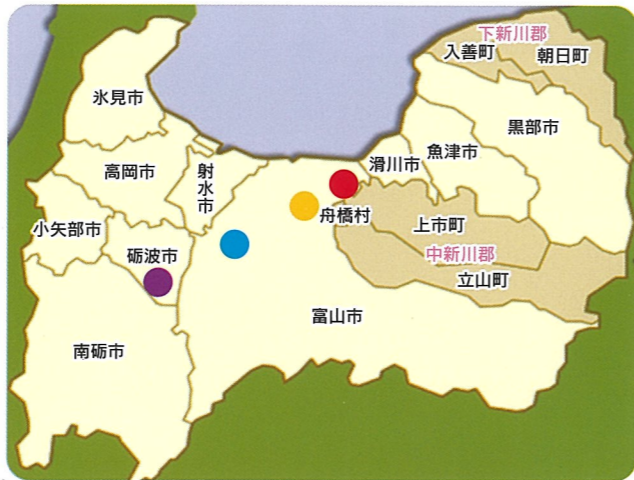 下新川郡
入善町
朝日町
氷見市
黒部市
魚津市
滑川市
高岡市
射水市
舟橋村
上市町
小矢部市
砺波市
中新川郡
立山町
富山市
南砺市